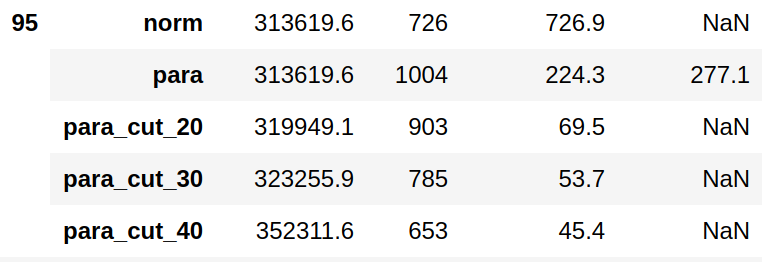 95 norm 313619.6 726 726.9 NaN
para 313619.6 1004 224.3 277.1
para_cut_20 319949.1 903 69.5 NaN
para_cut_30 323255.9 785 53.7 NaN
para_cut_40 352311.6 653 45.4 NaN